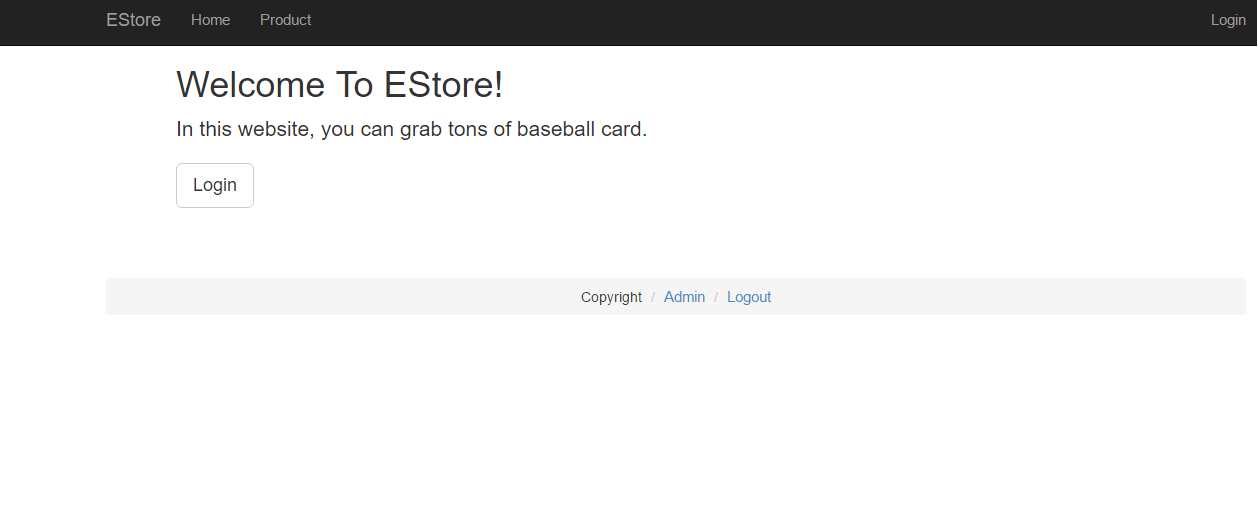 EStore Home Product Login
Welcome To EStore!
In this website, you can grab tons of baseball card.
Login
Copyright / Admin / Logout